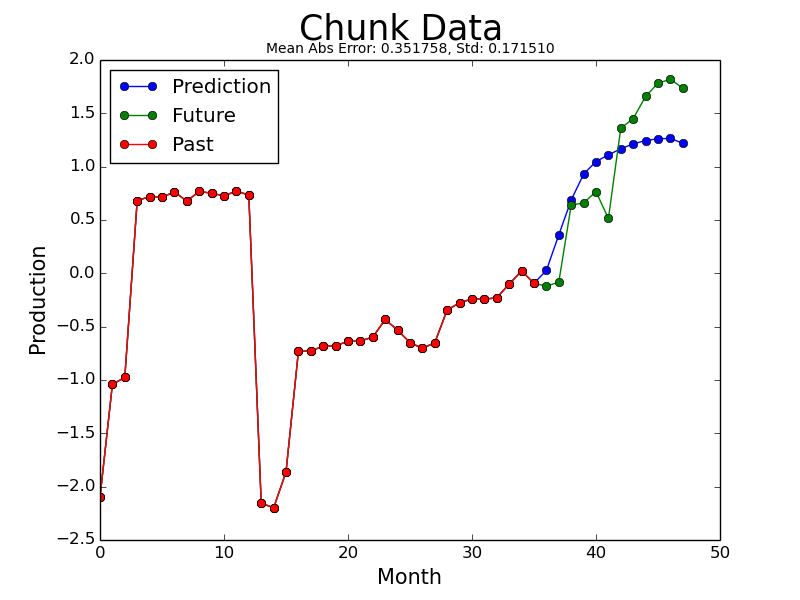 Chunk Data
Mean Abs Error: 0.351758, Std: 0.171510
Prediction
Future
Past
2.0
1.5
1.0
0.5
0.0
−0.5
−1.0
−1.5
−2.0
−2.5
Production
0 10 20 30 40 50
Month